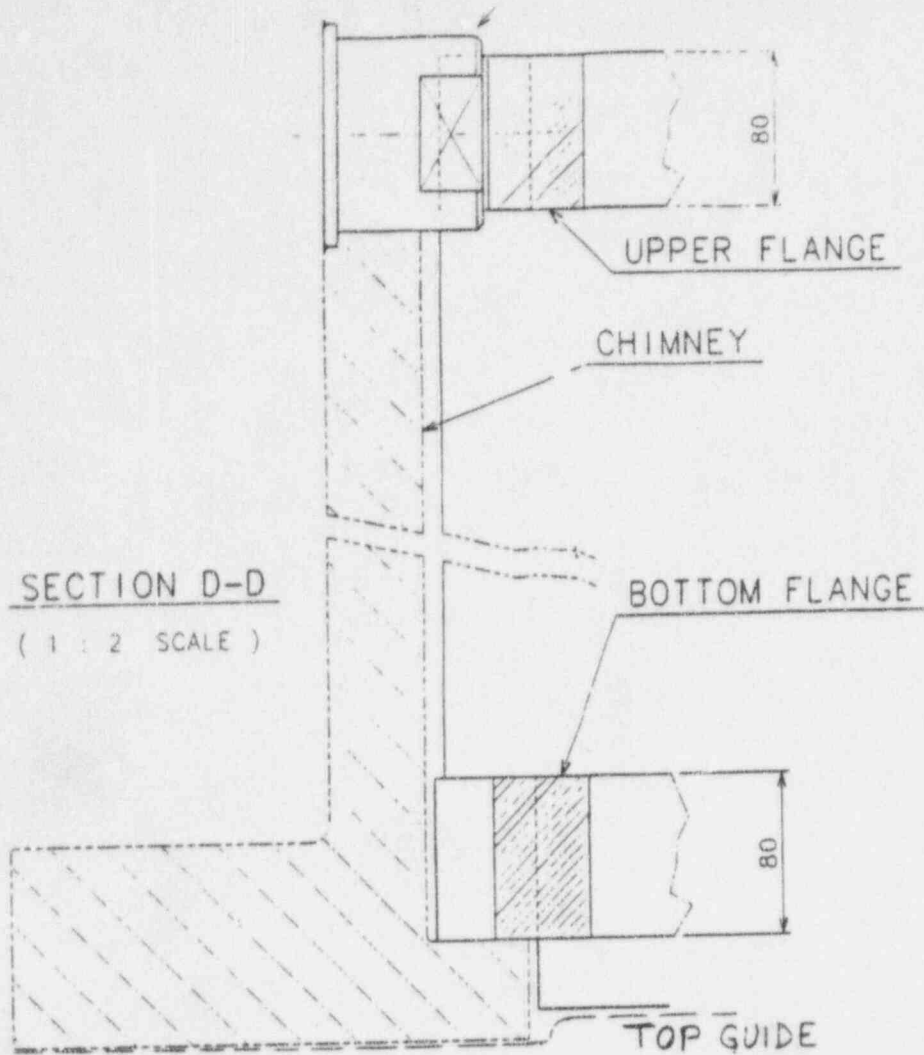 80
UPPER FLANGE
CHIMNEY
SECTION D-D
( 1 : 2 SCALE )
BOTTOM FLANGE
80
TOP GUIDE